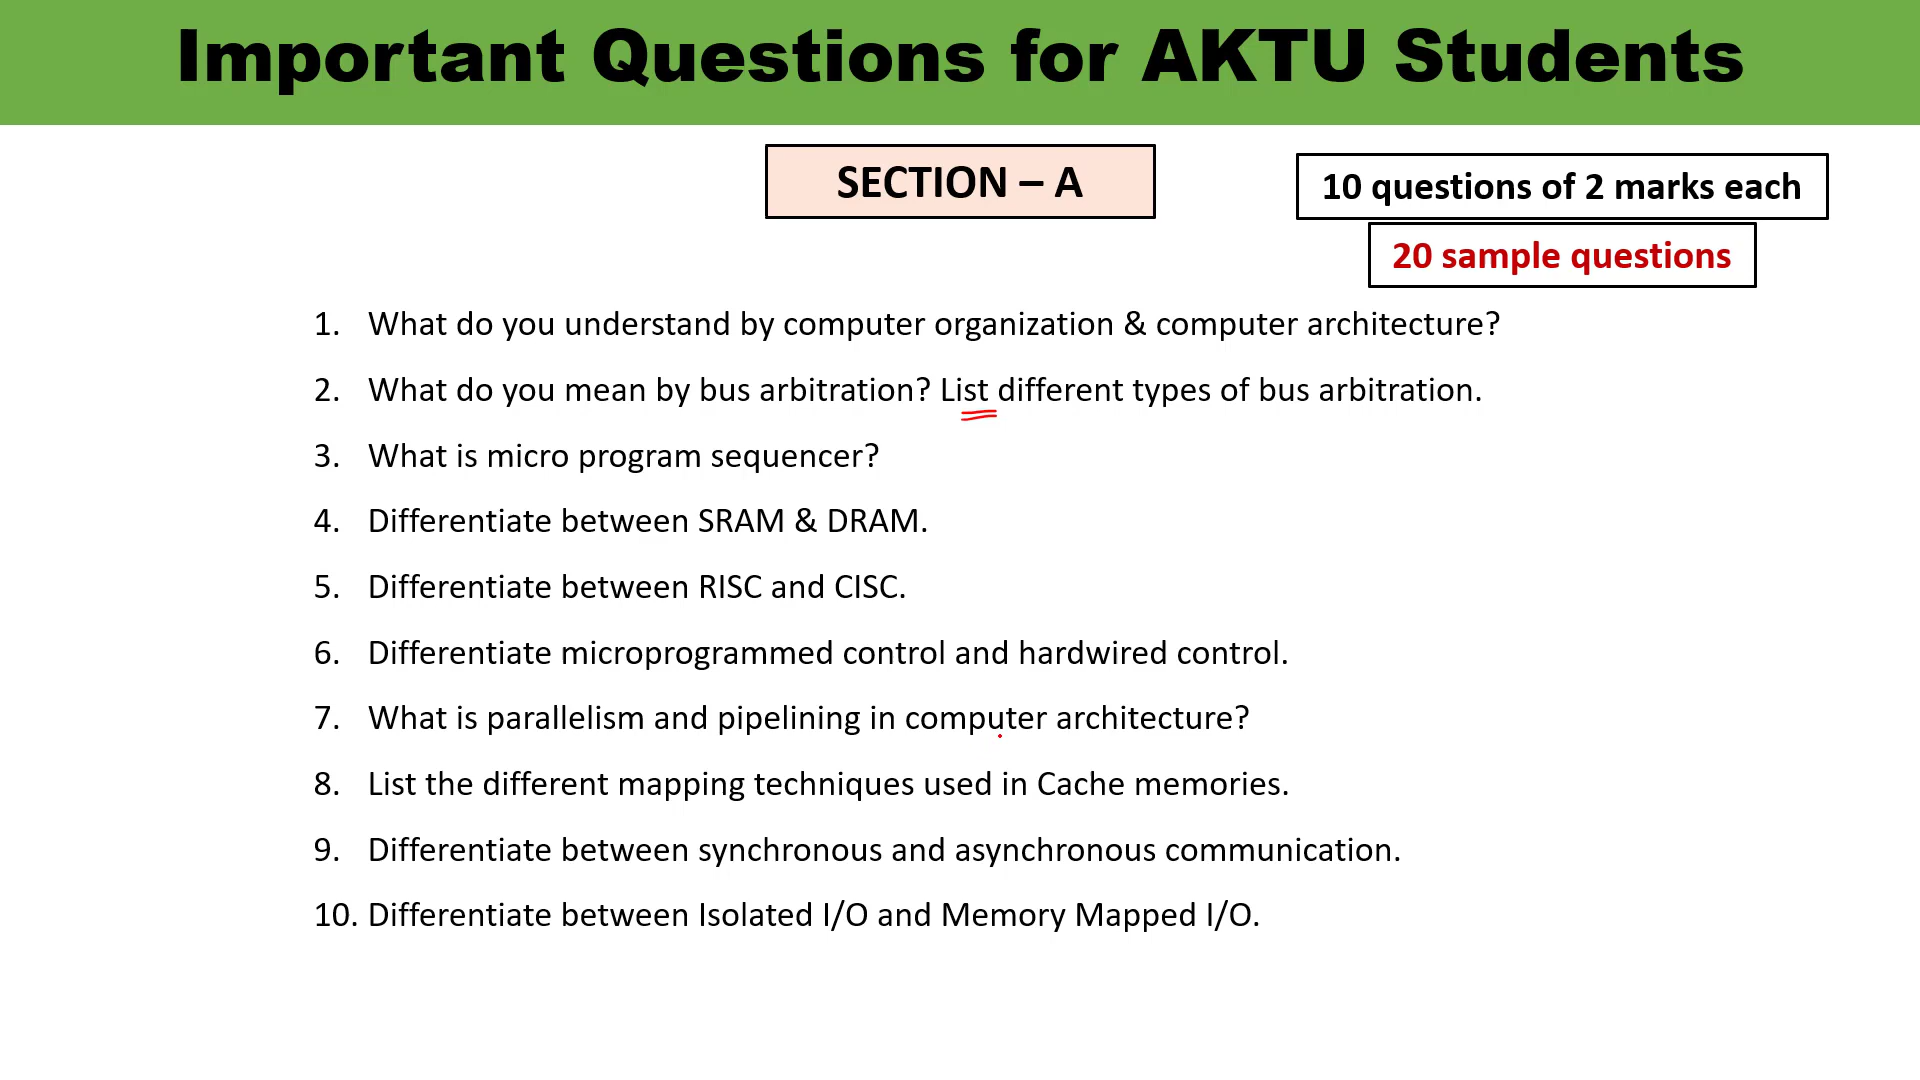 Important Questions for AKTU Students
SECTION – A
10 questions of 2 marks each
20 sample questions
1. What do you understand by computer organization & computer architecture?
2. What do you mean by bus arbitration? List different types of bus arbitration.
3. What is micro program sequencer?
4. Differentiate between SRAM & DRAM.
5. Differentiate between RISC and CISC.
6. Differentiate microprogrammed control and hardwired control.
7. What is parallelism and pipelining in computer architecture?
8. List the different mapping techniques used in Cache memories.
9. Differentiate between synchronous and asynchronous communication.
10. Differentiate between Isolated I/O and Memory Mapped I/O.